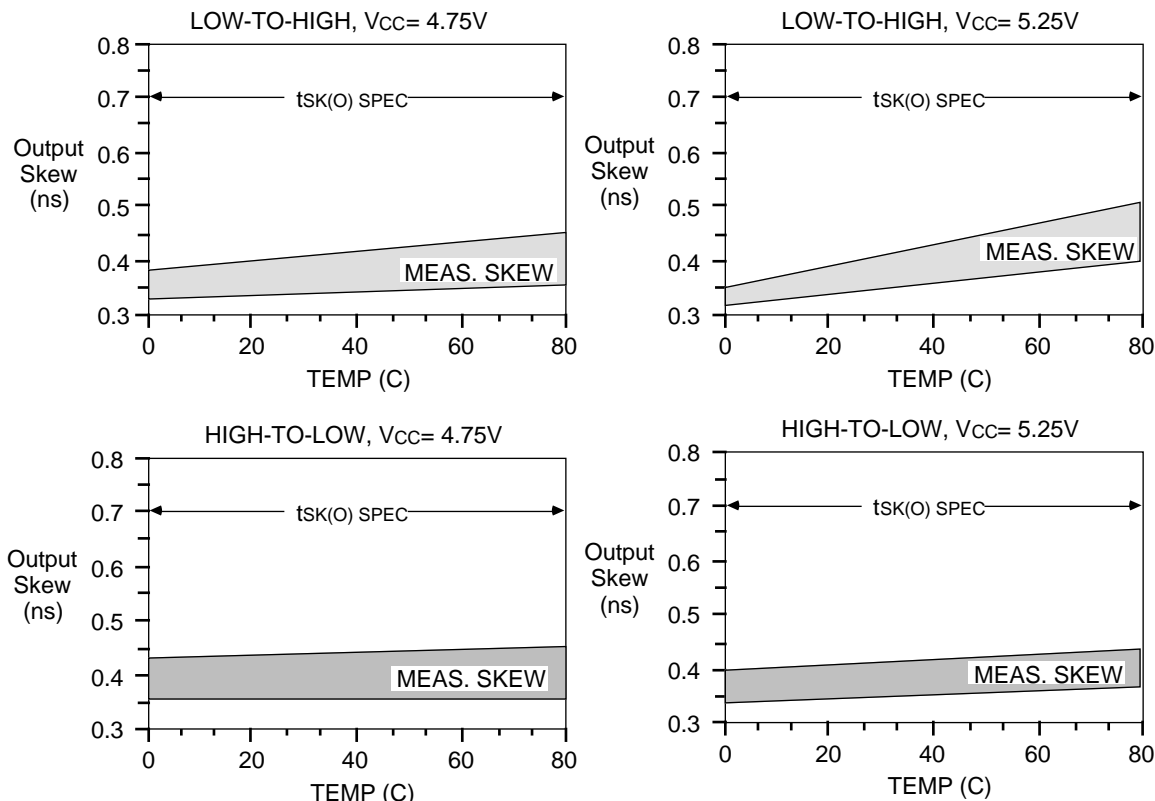 LOW-TO-HIGH, VCC= 4.75V
0.8
0.7
0.6
0.5
0.4
0.3
Output
Skew
(ns)
tSK(O) SPEC
MEAS. SKEW
0 20 40 60 80
TEMP (C)
LOW-TO-HIGH, VCC= 5.25V
0.8
0.7
0.6
0.5
0.4
0.3
Output
Skew
(ns)
tSK(O) SPEC
MEAS. SKEW
0 20 40 60 80
TEMP (C)
HIGH-TO-LOW, VCC= 4.75V
0.8
0.7
0.6
0.5
0.4
0.3
Output
Skew
(ns)
tSK(O) SPEC
MEAS. SKEW
0 20 40 60 80
TEMP (C)
HIGH-TO-LOW, VCC= 5.25V
0.8
0.7
0.6
0.5
0.4
0.3
Output
Skew
(ns)
tSK(O) SPEC
MEAS. SKEW
0 20 40 60 80
TEMP (C)